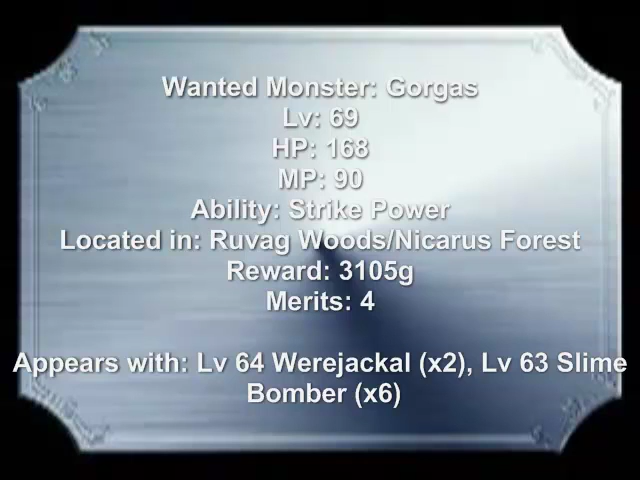 Wanted Monster: Gorgas
Lv: 69
HP: 168
MP: 90
Ability: Strike Power
Located in: Ruvag Woods/Nicarus Forest
Reward: 3105g
Merits: 4
Appears with: Lv 64 Werejackal (x2), Lv 63 Slime
Bomber (x6)